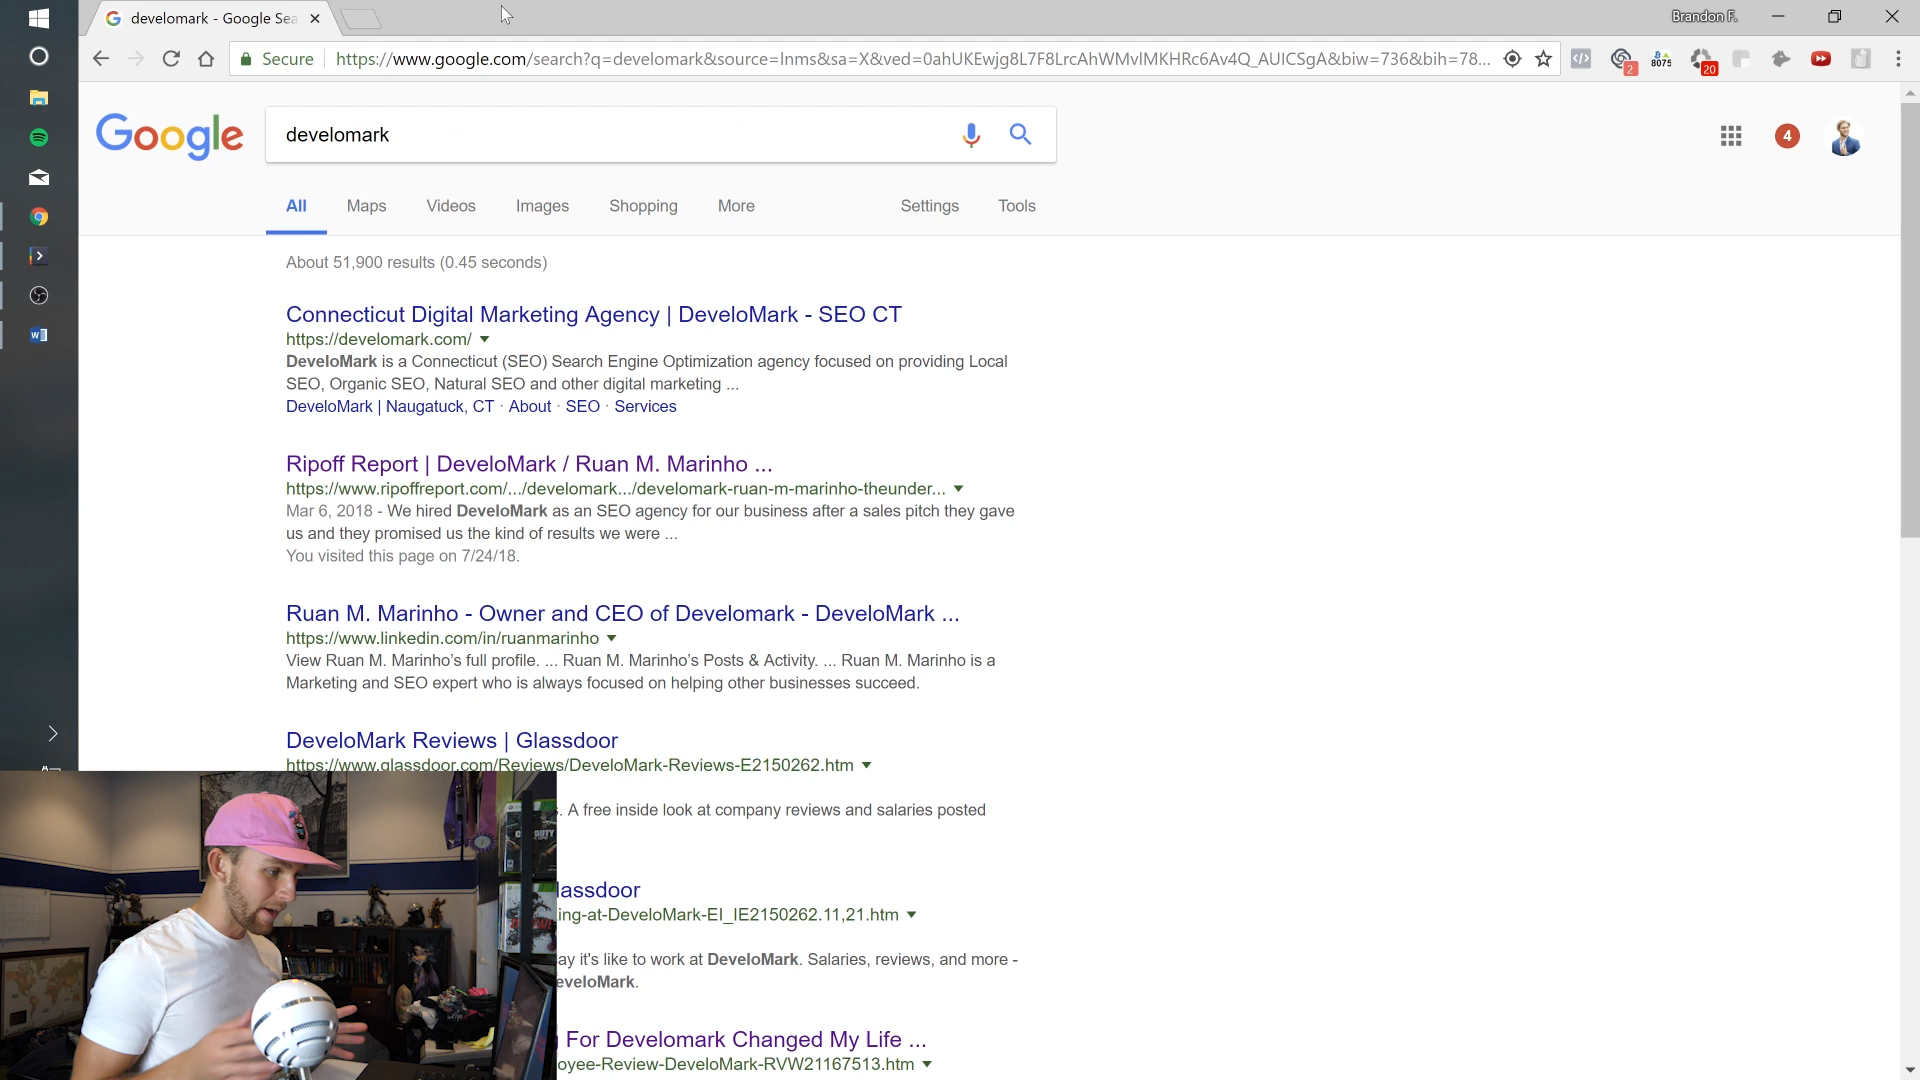 develomark - Google Sea
Brandon F.
Secure
https://www.google.com/search?q=develomark&source=lnms&sa=X&ved=0ahUKEwjg8L7F8LrcAhWMvlMKHRc6Av4Q_AUICSgA&biw=736&bih=78...
2
8075
20
Google
develomark
4
All Maps Videos Images Shopping More Settings Tools
About 51,900 results (0.45 seconds)
Connecticut Digital Marketing Agency | DeveloMark - SEO CT
https://develomark.com/
DeveloMark is a Connecticut (SEO) Search Engine Optimization agency focused on providing Local
SEO, Organic SEO, Natural SEO and other digital marketing ...
DeveloMark | Naugatuck, CT · About · SEO · Services
Ripoff Report | DeveloMark / Ruan M. Marinho ...
https://www.ripoffreport.com/.../develomark.../develomark-ruan-m-marinho-theunder...
Mar 6, 2018 - We hired DeveloMark as an SEO agency for our business after a sales pitch they gave
us and they promised us the kind of results we were ...
You visited this page on 7/24/18.
Ruan M. Marinho - Owner and CEO of Develomark - DeveloMark ...
https://www.linkedin.com/in/ruanmarinho
View Ruan M. Marinho's full profile. ... Ruan M. Marinho's Posts & Activity. ... Ruan M. Marinho is a
Marketing and SEO expert who is always focused on helping other businesses succeed.
DeveloMark Reviews | Glassdoor
https://www.glassdoor.com/Reviews/DeveloMark-Reviews-E2150262.htm
. A free inside look at company reviews and salaries posted
lassdoor
ing-at-DeveloMark-EI_IE2150262.11,21.htm
ay it's like to work at DeveloMark. Salaries, reviews, and more -
eveloMark.
For Develomark Changed My Life ...
oyee-Review-DeveloMark-RVW21167513.htm